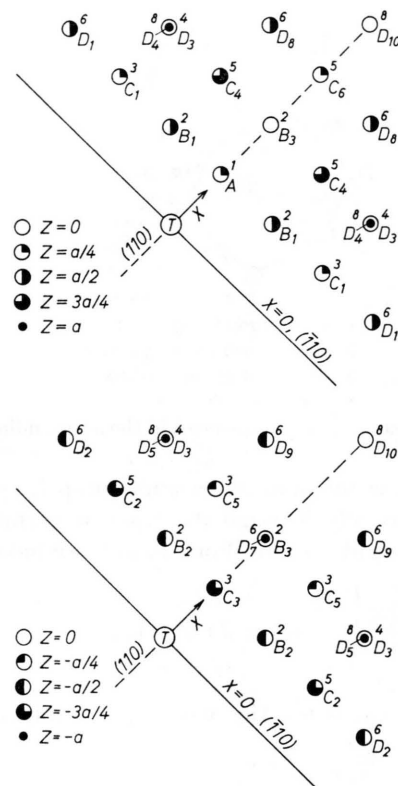 6 D1 8 D4 4 D3 6 D8 8 D10
3 C1 5 C4 5 C6
2 B1 2 B3 6 D8
1 A 5 C4
T X 2 B1 8 D4 4 D3
(110)
3 C1
6 D1
X=0, (1̄10)
Z=0
Z=a/4
Z=a/2
Z=3a/4
Z=a
6 D2 8 D5 4 D3 6 D9 8 D10
5 C2 3 C5
2 B2 6 D1 2 B3 6 D9
3 C3 3 C5
T X 2 B2 8 D5 4 D3
(110)
5 C2
6 D2
X=0, (1̄10)
Z=0
Z=-a/4
Z=-a/2
Z=-3a/4
Z=-a